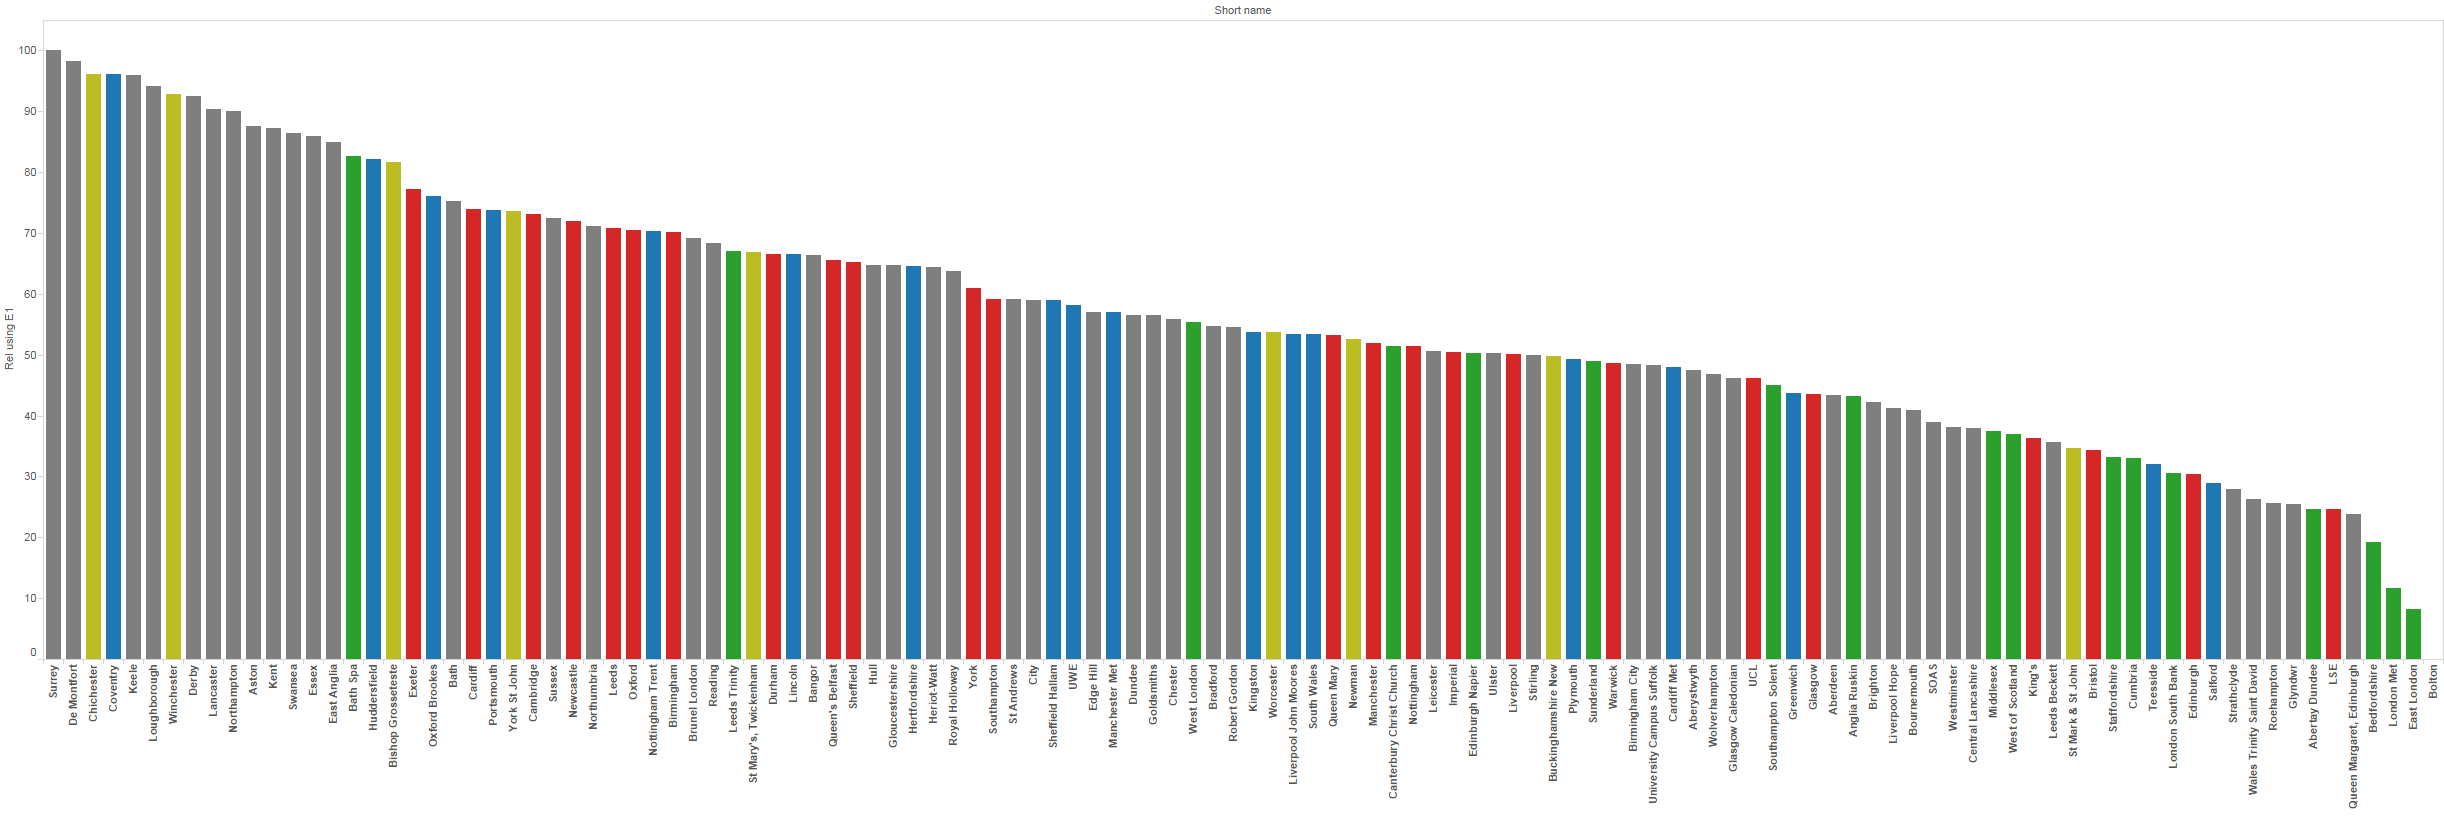 Short name
Rel using E1
100
90
80
70
60
50
40
30
20
10
0
Surrey
De Montfort
Chichester
Coventry
Keele
Loughborough
Winchester
Derby
Lancaster
Northampton
Aston
Kent
Swansea
Essex
East Anglia
Bath Spa
Huddersfield
Bishop Grosseteste
Exeter
Oxford Brookes
Bath
Cardiff
Portsmouth
York St John
Cambridge
Sussex
Newcastle
Northumbria
Leeds
Oxford
Nottingham Trent
Birmingham
Brunel London
Reading
Leeds Trinity
St Mary's, Twickenham
Durham
Lincoln
Bangor
Queen's Belfast
Sheffield
Hull
Gloucestershire
Hertfordshire
Heriot-Watt
Royal Holloway
York
Southampton
St Andrews
City
Sheffield Hallam
UWE
Edge Hill
Manchester Met
Dundee
Goldsmiths
Chester
West London
Bradford
Robert Gordon
Kingston
Worcester
Liverpool John Moores
South Wales
Queen Mary
Newman
Manchester
Canterbury Christ Church
Nottingham
Leicester
Imperial
Edinburgh Napier
Ulster
Liverpool
Stirling
Buckinghamshire New
Plymouth
Sunderland
Warwick
Birmingham City
University Campus Suffolk
Cardiff Met
Aberystwyth
Wolverhampton
Glasgow Caledonian
UCL
Southampton Solent
Greenwich
Glasgow
Aberdeen
Anglia Ruskin
Brighton
Liverpool Hope
Bournemouth
SOAS
Westminster
Central Lancashire
Middlesex
West of Scotland
King's
Leeds Beckett
St Mark & St John
Bristol
Staffordshire
Cumbria
Teesside
London South Bank
Edinburgh
Salford
Strathclyde
Wales Trinity Saint David
Roehampton
Glyndwr
Abertay Dundee
LSE
Queen Margaret, Edinburgh
Bedfordshire
London Met
East London
Bolton